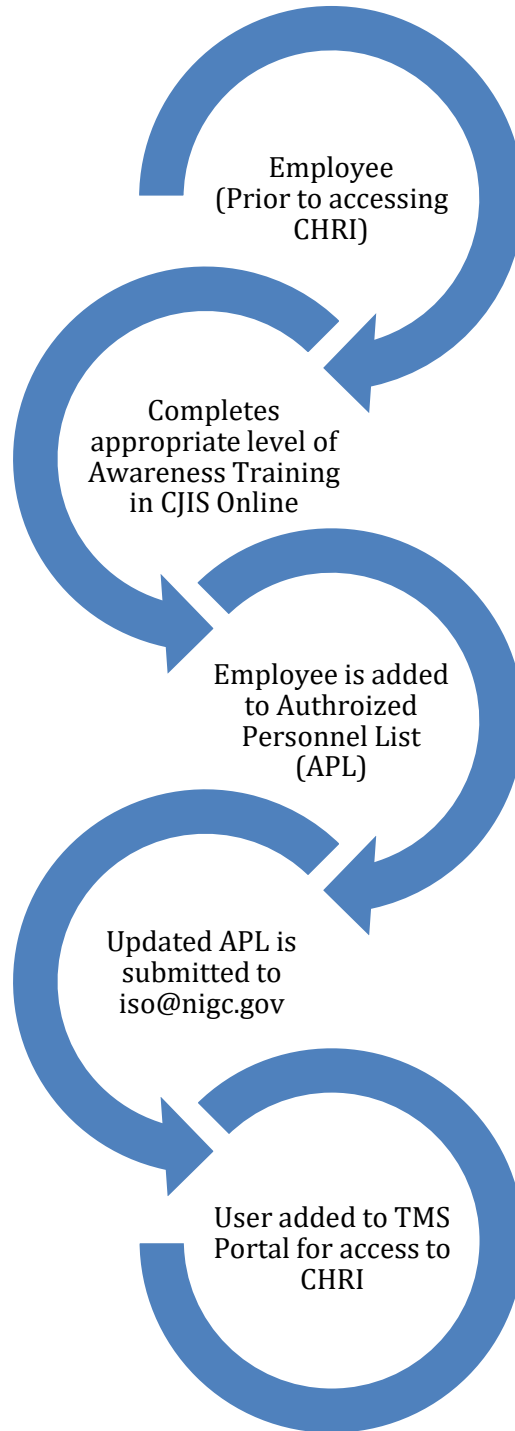 Employee
(Prior to accessing
CHRI)
Completes
appropriate level of
Awareness Training
in CJIS Online
Employee is added
to Authroized
Personnel List
(APL)
Updated APL is
submitted to
iso@nigc.gov
User added to TMS
Portal for access to
CHRI